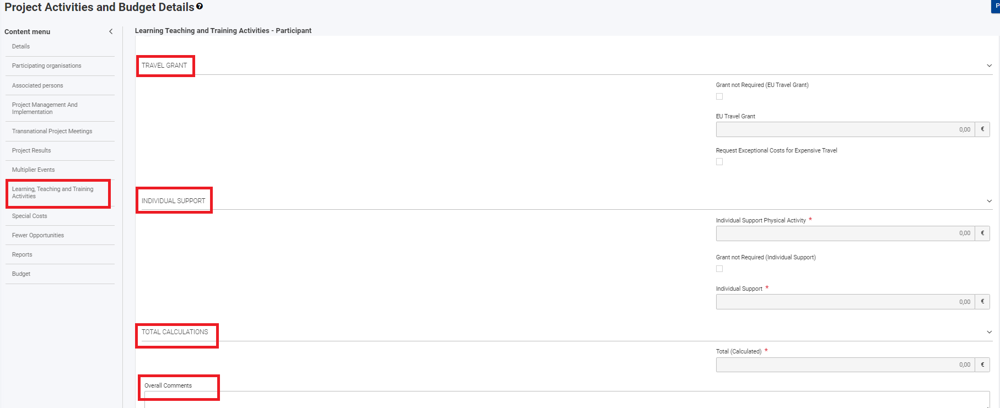 Project Activities and Budget Details
P
Content menu
Details
Participating organisations
Associated persons
Project Management And
Implementation
Transnational Project Meetings
Project Results
Multiplier Events
Learning, Teaching and Training
Activities
Special Costs
Fewer Opportunities
Reports
Budget
Learning Teaching and Training Activities - Participant
TRAVEL GRANT
Grant not Required (EU Travel Grant)
EU Travel Grant
0,00 €
Request Exceptional Costs for Expensive Travel
INDIVIDUAL SUPPORT
Individual Support Physical Activity *
0,00 €
Grant not Required (Individual Support)
Individual Support *
0,00 €
TOTAL CALCULATIONS
Total (Calculated) *
0,00 €
Overall Comments